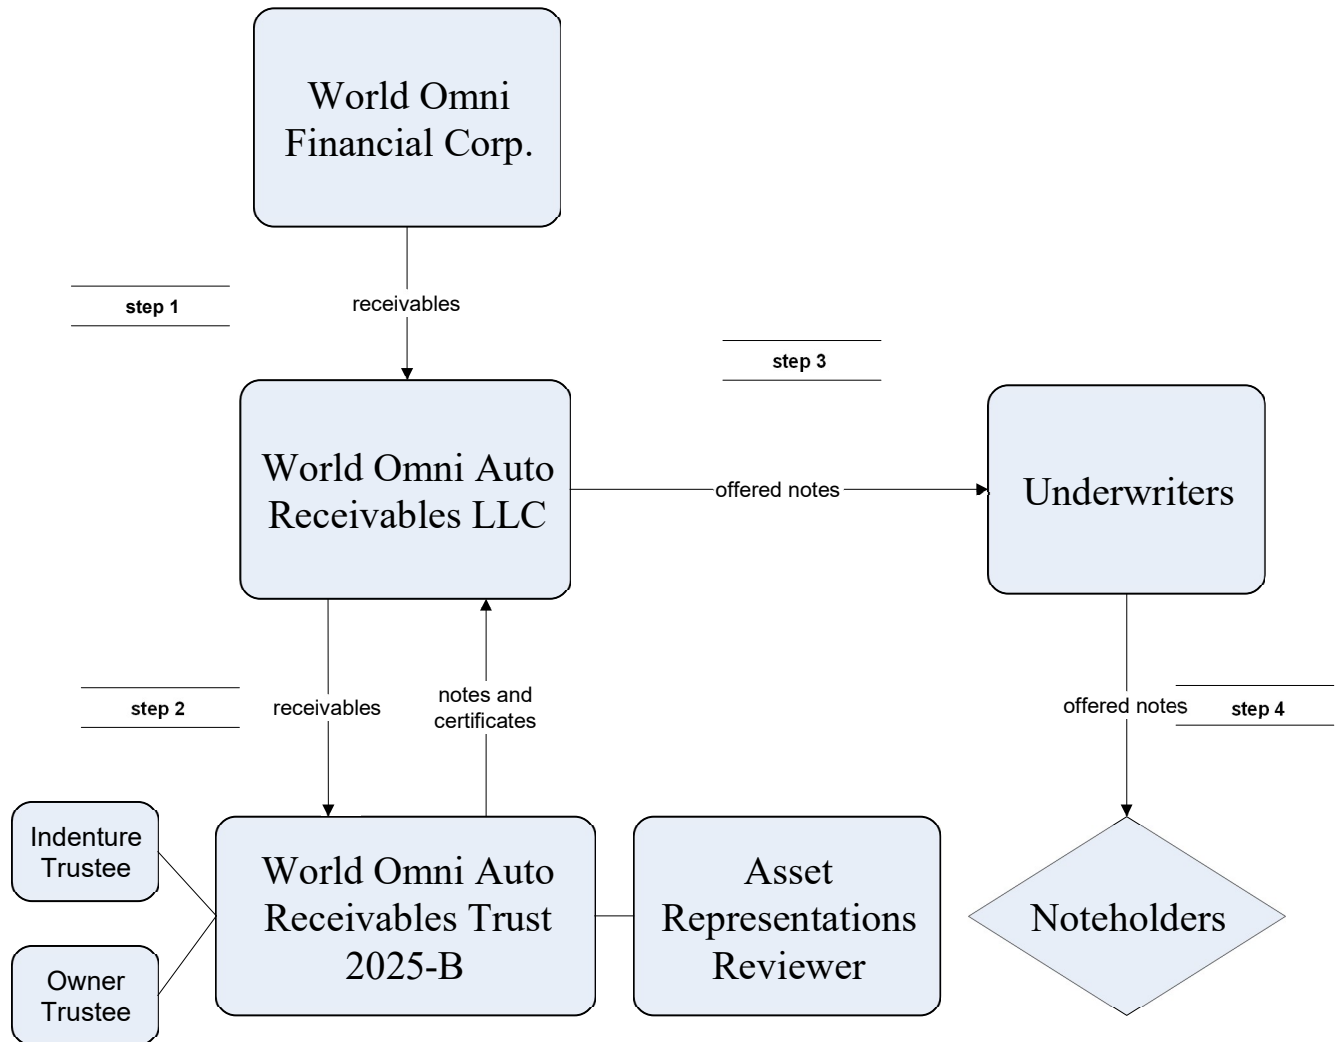 World Omni
Financial Corp.
step 1
receivables
step 3
World Omni Auto
Receivables LLC
offered notes
Underwriters
step 2
receivables
notes and
certificates
offered notes
step 4
Indenture
Trustee
Owner
Trustee
World Omni Auto
Receivables Trust
2025-B
Asset
Representations
Reviewer
Noteholders